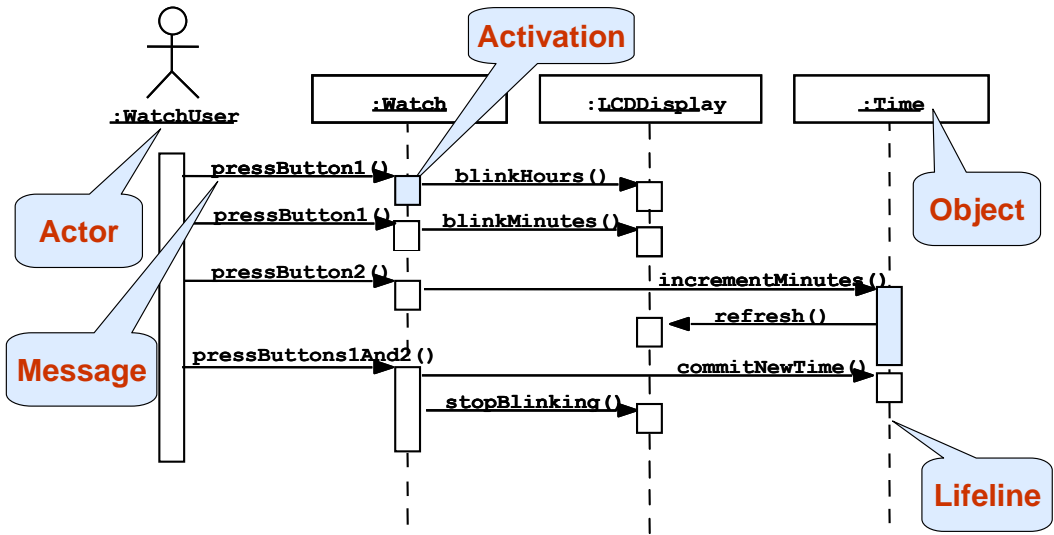 Activation
:Watch
:LCDDisplay
:Time
:WatchUser
pressButton1()
blinkHours()
Actor
Object
pressButton1()
blinkMinutes()
pressButton2()
incrementMinutes()
refresh()
Message
pressButtons1And2()
commitNewTime()
stopBlinking()
Lifeline